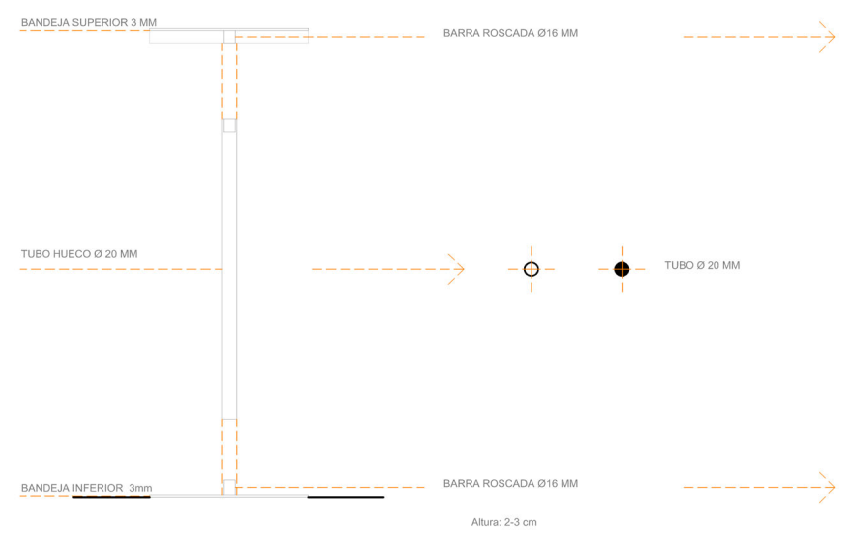 BANDEJA SUPERIOR 3 MM
BARRA ROSCADA Ø16 MM
TUBO HUECO Ø 20 MM
TUBO Ø 20 MM
BANDEJA INFERIOR 3mm
BARRA ROSCADA Ø16 MM
Altura: 2-3 cm